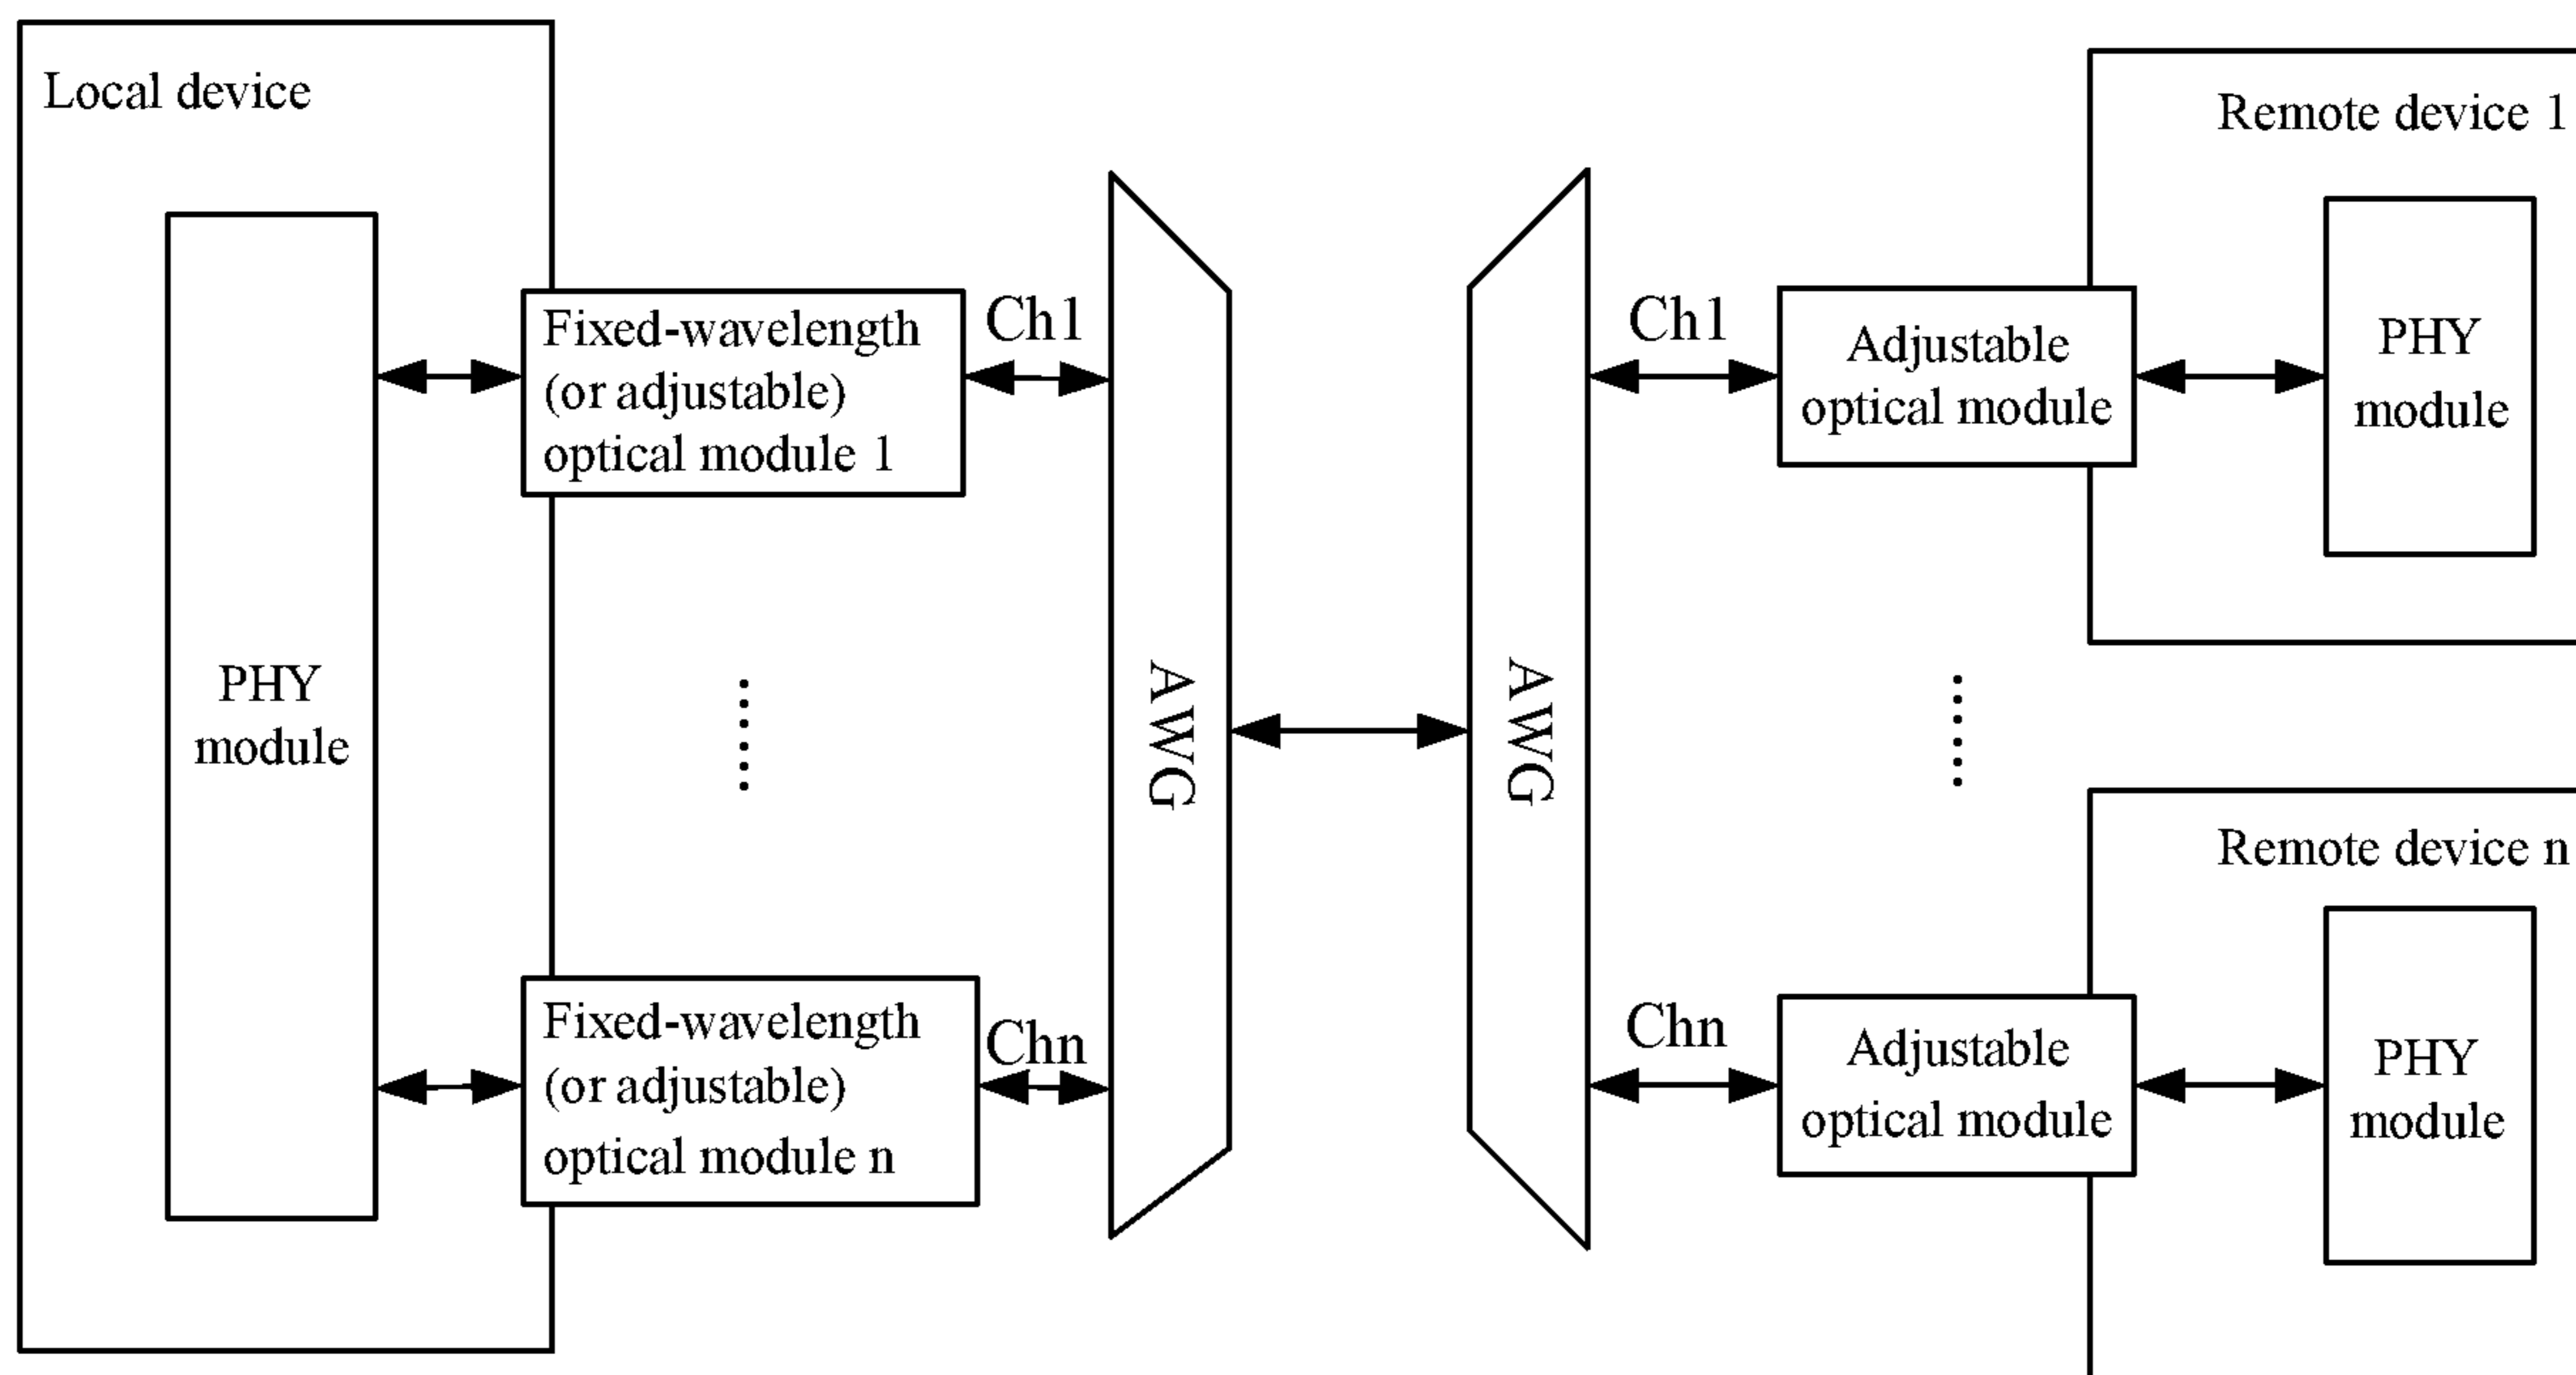 Local device
PHY
module
Fixed-wavelength
(or adjustable)
optical module 1
Ch1
Fixed-wavelength
(or adjustable)
optical module n
Chn
AWG
AWG
Ch1
Adjustable
optical module
Remote device 1
PHY
module
Chn
Adjustable
optical module
Remote device n
PHY
module